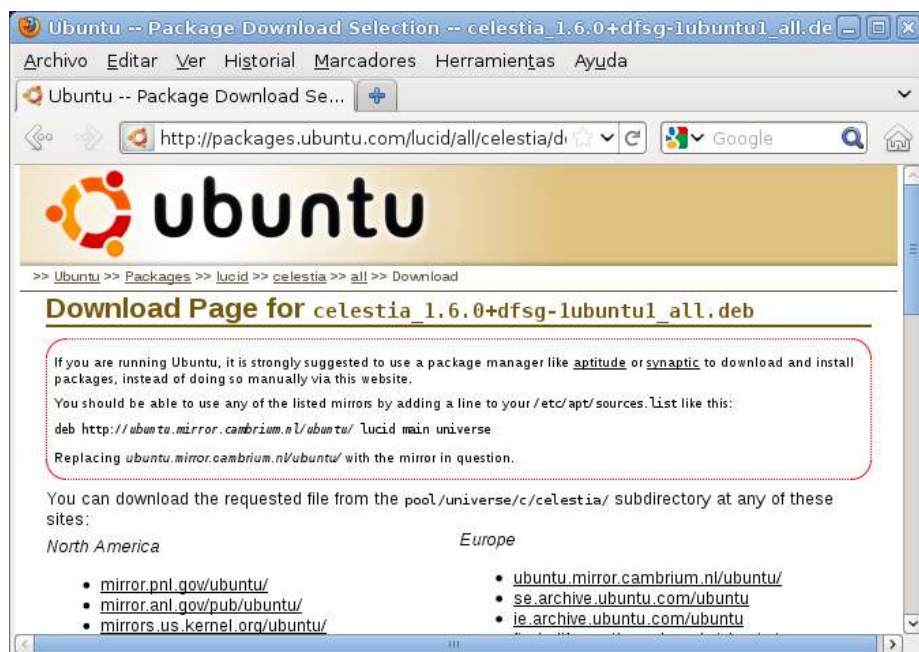 Ubuntu -- Package Download Selection -- celestia_1.6.0+dfsg-1ubuntu1_all.de
Archivo Editar Ver Historial Marcadores Herramientas Ayuda
Ubuntu -- Package Download Se...
http://packages.ubuntu.com/lucid/all/celestia/d
Google
ubuntu
>> Ubuntu >> Packages >> lucid >> celestia >> all >> Download
Download Page for celestia_1.6.0+dfsg-1ubuntu1_all.deb
If you are running Ubuntu, it is strongly suggested to use a package manager like aptitude or synaptic to download and install
packages, instead of doing so manually via this website.
You should be able to use any of the listed mirrors by adding a line to your /etc/apt/sources.list like this:
deb http://ubuntu.mirror.cambrium.nl/ubuntu/ lucid main universe
Replacing ubuntu.mirror.cambrium.nl/ubuntu/ with the mirror in question.
You can download the requested file from the pool/universe/c/celestia/ subdirectory at any of these
sites:
North America
mirror.pnl.gov/ubuntu/
mirror.anl.gov/pub/ubuntu/
mirrors.us.kernel.org/ubuntu/
Europe
ubuntu.mirror.cambrium.nl/ubuntu/
se.archive.ubuntu.com/ubuntu
ie.archive.ubuntu.com/ubuntu